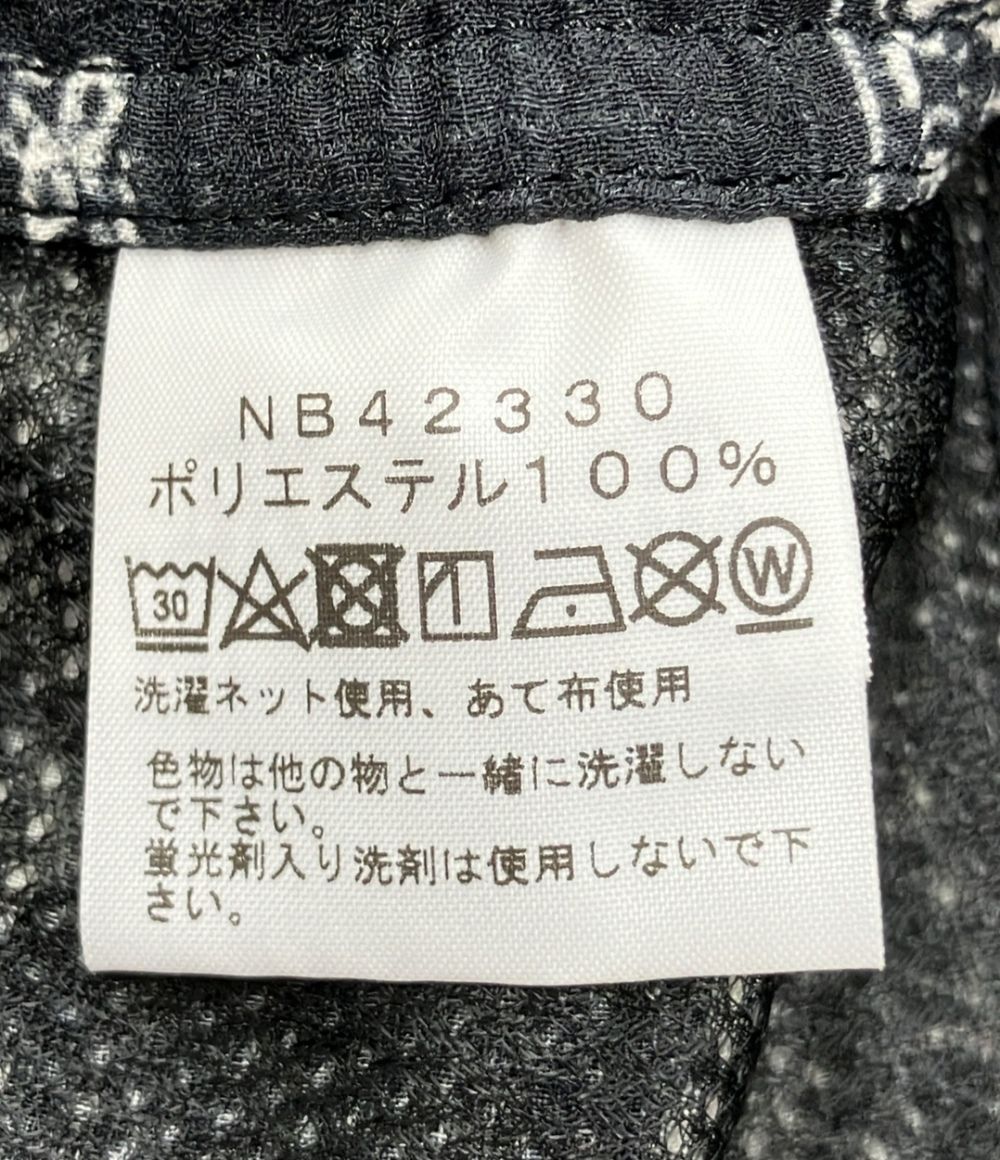 NB42330
ポリエステル100%
30 W
洗濯ネット使用、あて布使用
色物は他の物と一緒に洗濯しない
で下さい。
蛍光剤入り洗剤は使用しないで下
さい。